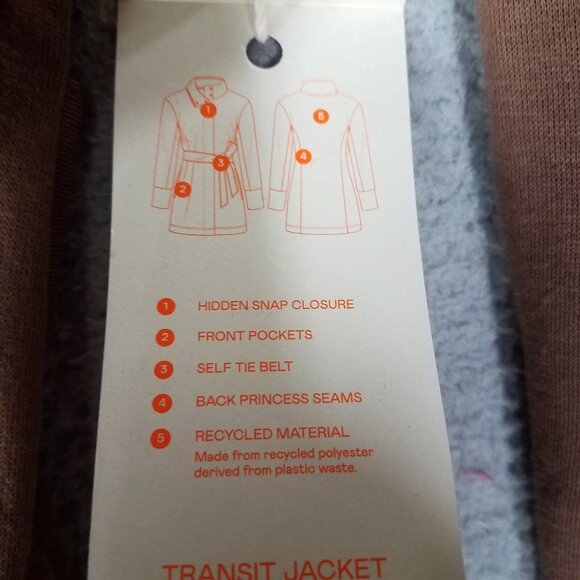 1
5
3
4
2
1 HIDDEN SNAP CLOSURE
2 FRONT POCKETS
3 SELF TIE BELT
4 BACK PRINCESS SEAMS
5 RECYCLED MATERIAL
Made from recycled polyester
derived from plastic waste.
TRANSIT JACKET